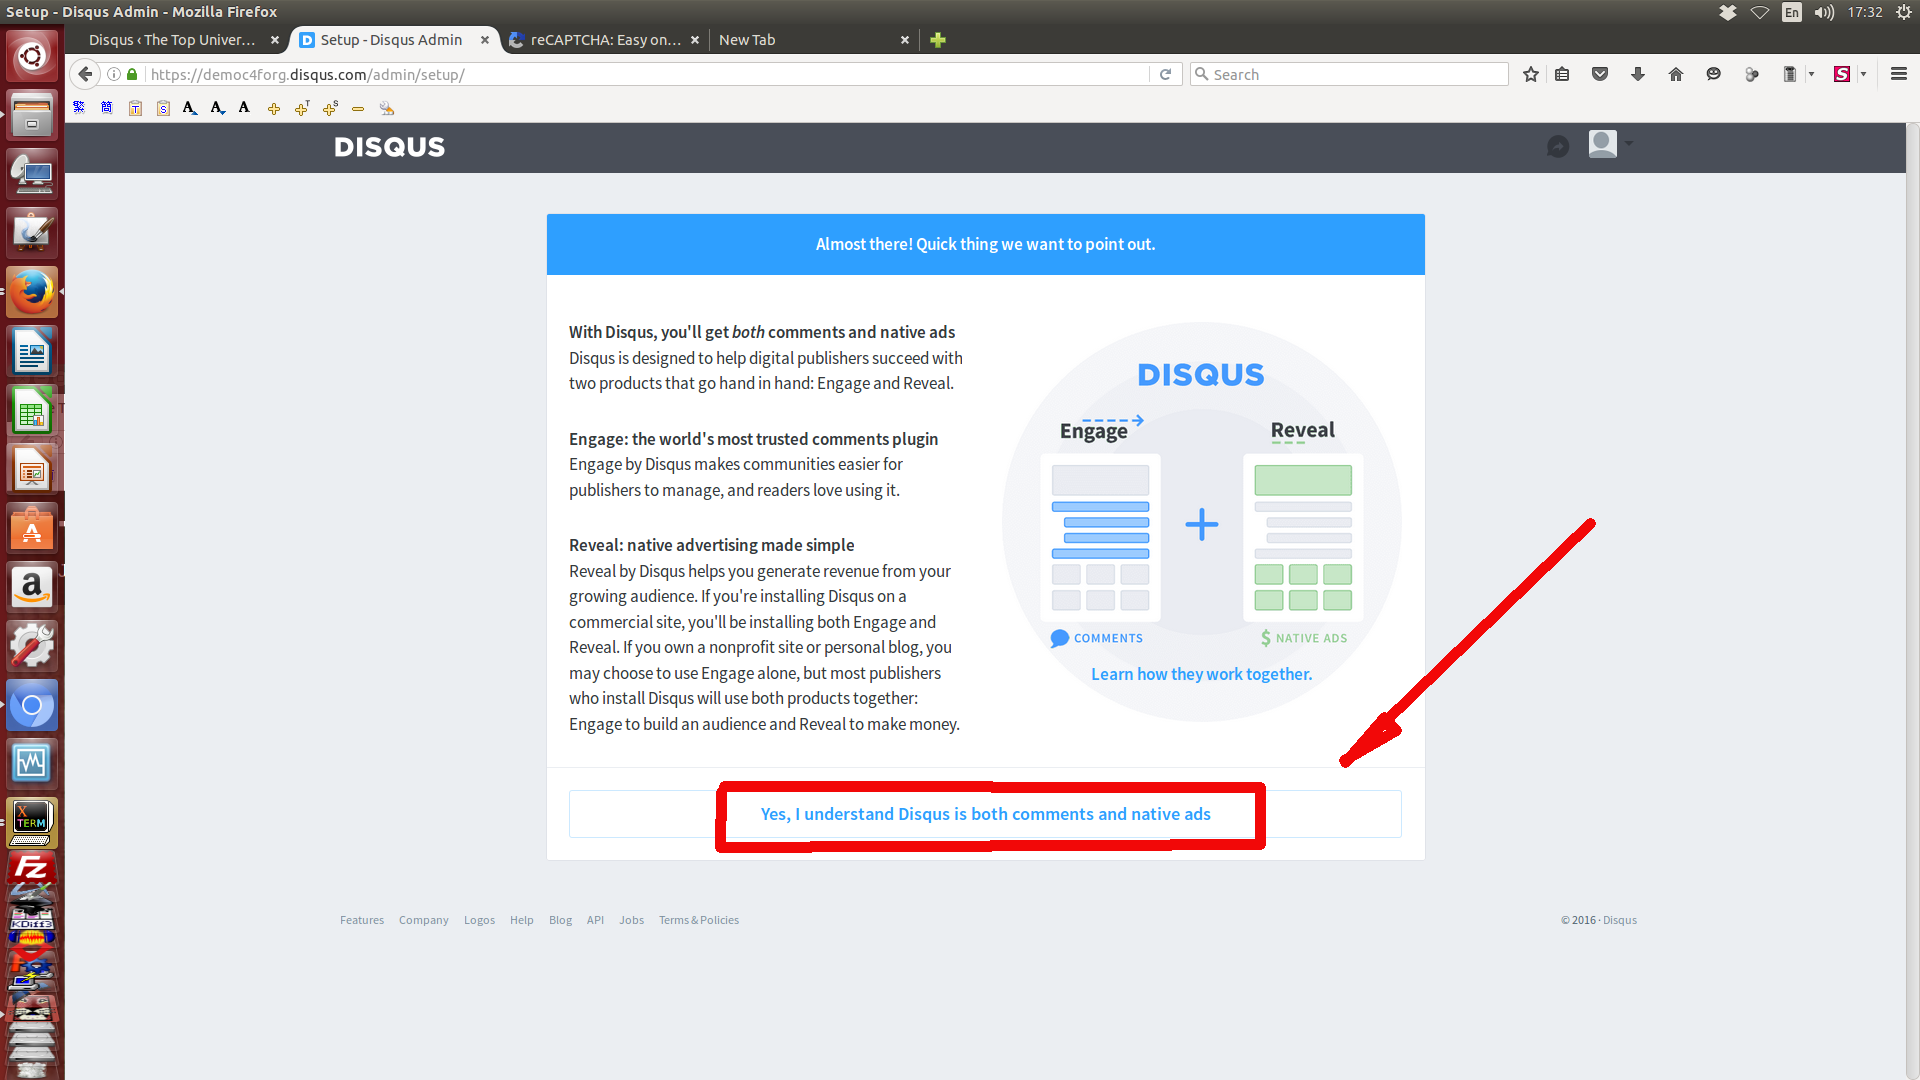 Setup - Disqus Admin - Mozilla Firefox
En
17:32
Disqus ‹ The Top Univer...
Setup - Disqus Admin
reCAPTCHA: Easy on...
New Tab
https://democ4forg.disqus.com/admin/setup/
Search
DISQUS
Almost there! Quick thing we want to point out.
With Disqus, you'll get both comments and native ads
Disqus is designed to help digital publishers succeed with
two products that go hand in hand: Engage and Reveal.
Engage: the world's most trusted comments plugin
Engage by Disqus makes communities easier for
publishers to manage, and readers love using it.
Reveal: native advertising made simple
Reveal by Disqus helps you generate revenue from your
growing audience. If you're installing Disqus on a
commercial site, you'll be installing both Engage and
Reveal. If you own a nonprofit site or personal blog, you
may choose to use Engage alone, but most publishers
who install Disqus will use both products together:
Engage to build an audience and Reveal to make money.
DISQUS
Engage
Reveal
COMMENTS
$ NATIVE ADS
Learn how they work together.
Yes, I understand Disqus is both comments and native ads
Features Company Logos Help Blog API Jobs Terms & Policies
© 2016 · Disqus
X
TERM
FZ
KDiff3